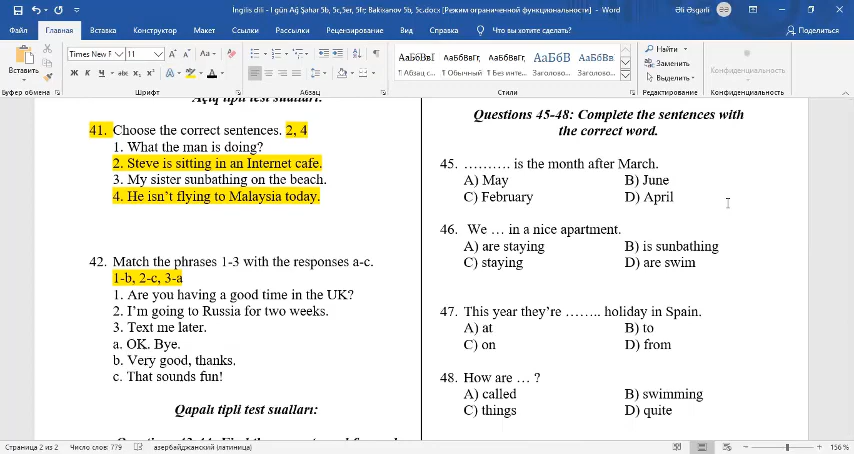 İngilis dili - I gün Ağ Şəhər 5b, 5c,5er, 5fr; Bakıxanov 5b, 5c.docx [Режим ограниченной функциональности] - Word
Əli Əsgərli
Файл Главная Вставка Конструктор Макет Ссылки Рассылки Рецензирование Вид Справка Что вы хотите сделать? Поделиться
Вставить
Times New F 11
АаБбВвІ АаБбВвГг, АаБбВвГг, АаБбВ АаБбВв.
¶ Абзац с... ¶ Обычный ¶ Без инте... Заголово... Заголово...
Найти
Заменить
Выделить
Конфиденциальность
Буфер обмена Шрифт Абзац Стили Редактирование Конфиденциальность
Açıq tipli test sualları:
41. Choose the correct sentences. 2, 4
1. What the man is doing?
2. Steve is sitting in an Internet cafe.
3. My sister sunbathing on the beach.
4. He isn't flying to Malaysia today.
42. Match the phrases 1-3 with the responses a-c.
1-b, 2-c, 3-a
1. Are you having a good time in the UK?
2. I'm going to Russia for two weeks.
3. Text me later.
a. OK. Bye.
b. Very good, thanks.
c. That sounds fun!
Qapalı tipli test sualları:
Questions 45-48: Complete the sentences with
the correct word.
45. ………. is the month after March.
A) May B) June
C) February D) April
46. We … in a nice apartment.
A) are staying B) is sunbathing
C) staying D) are swim
47. This year they're …….. holiday in Spain.
A) at B) to
C) on D) from
48. How are … ?
A) called B) swimming
C) things D) quite
Страница 2 из 2 Число слов: 779 азербайджанский (латиница) 156 %